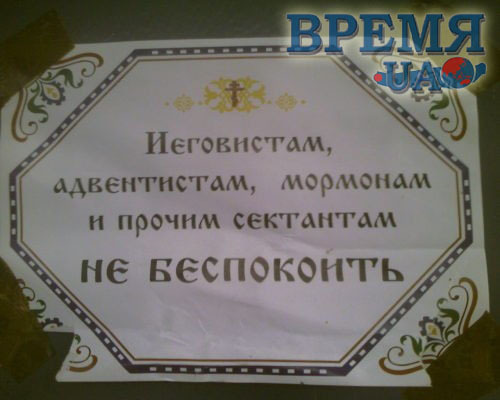 ВРЕМЯ
UA
Иеговистам,
адвентистам, мормонам
и прочим сектантам
НЕ БЕСПОКОИТЬ